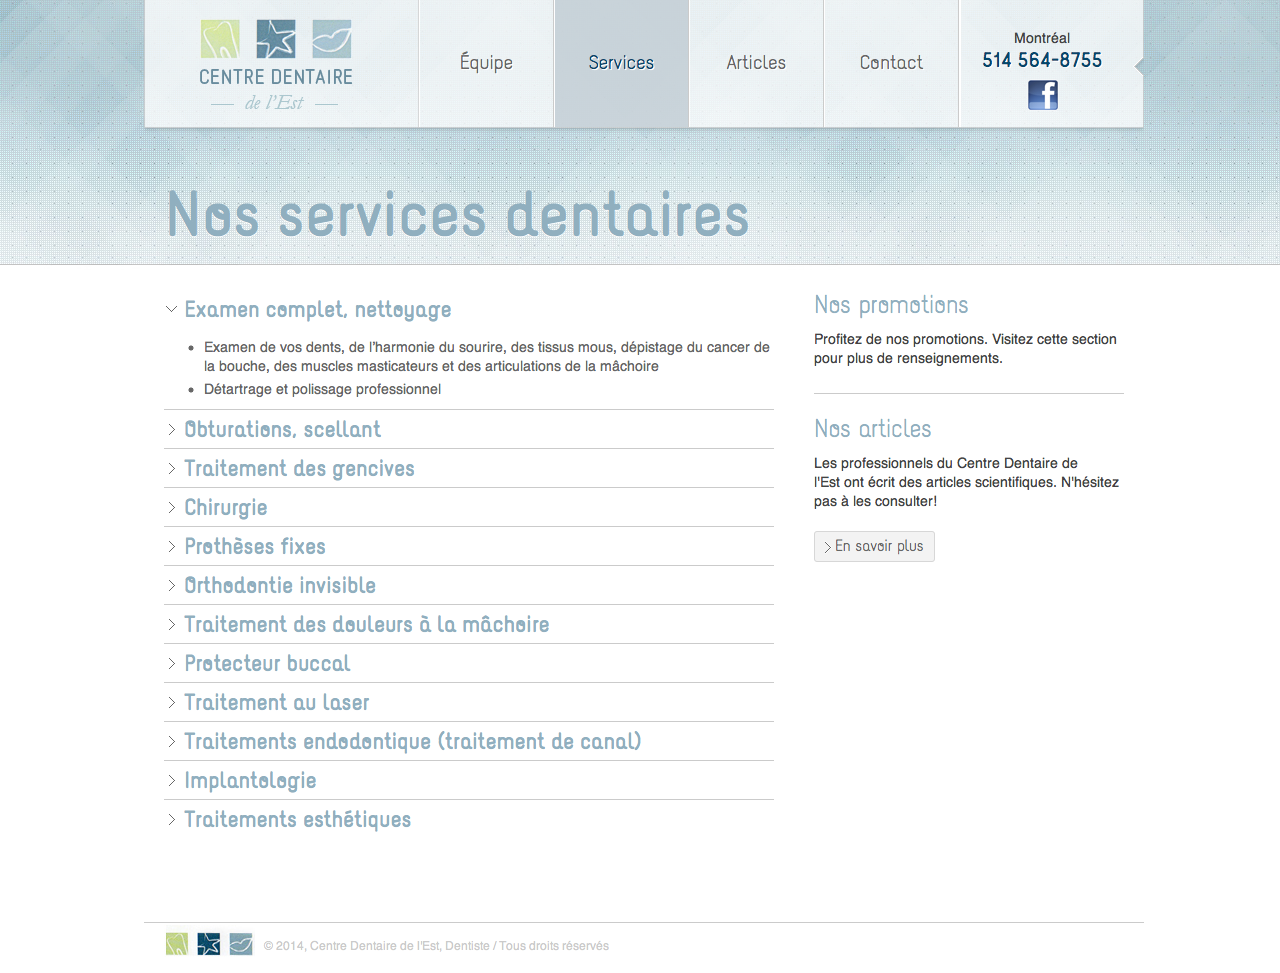 CENTRE DENTAIRE
de l'Est
Équipe
Services
Articles
Contact
Montréal
514 564-8755
Nos services dentaires
Examen complet, nettoyage
Examen de vos dents, de l’harmonie du sourire, des tissus mous, dépistage du cancer de
la bouche, des muscles masticateurs et des articulations de la mâchoire
Détartrage et polissage professionnel
Obturations, scellant
Traitement des gencives
Chirurgie
Prothèses fixes
Orthodontie invisible
Traitement des douleurs à la mâchoire
Protecteur buccal
Traitement au laser
Traitements endodontique (traitement de canal)
Implantologie
Traitements esthétiques
Nos promotions
Profitez de nos promotions. Visitez cette section
pour plus de renseignements.
Nos articles
Les professionnels du Centre Dentaire de
l'Est ont écrit des articles scientifiques. N'hésitez
pas à les consulter!
En savoir plus
© 2014, Centre Dentaire de l'Est, Dentiste / Tous droits réservés